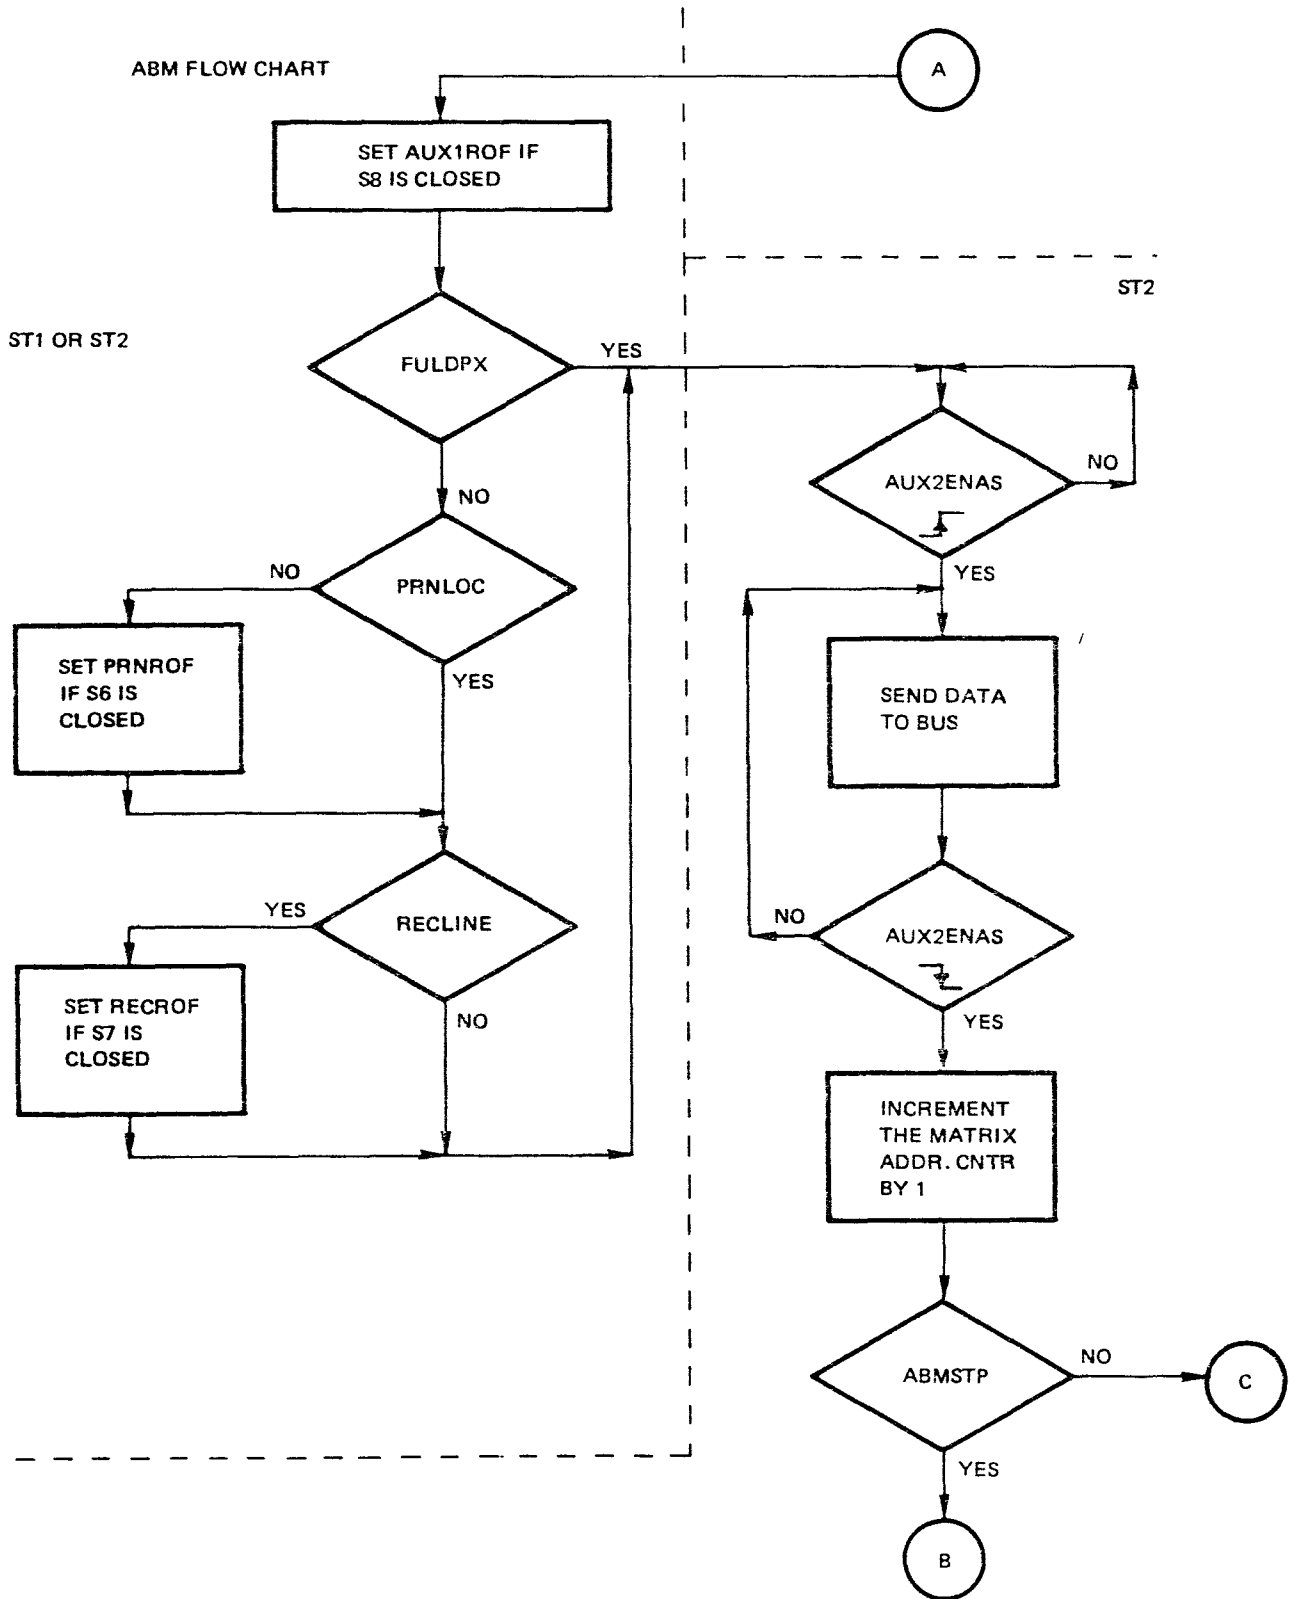 ABM FLOW CHART
A
SET AUX1ROF IF
S8 IS CLOSED
ST2
ST1 OR ST2
FULDPX
YES
NO
AUX2ENAS
NO
YES
NO
PRNLOC
YES
SET PRNROF
IF S6 IS
CLOSED
SEND DATA
TO BUS
YES
RECLINE
NO
SET RECROF
IF S7 IS
CLOSED
NO
AUX2ENAS
YES
INCREMENT
THE MATRIX
ADDR. CNTR
BY 1
ABMSTP
NO
C
YES
B